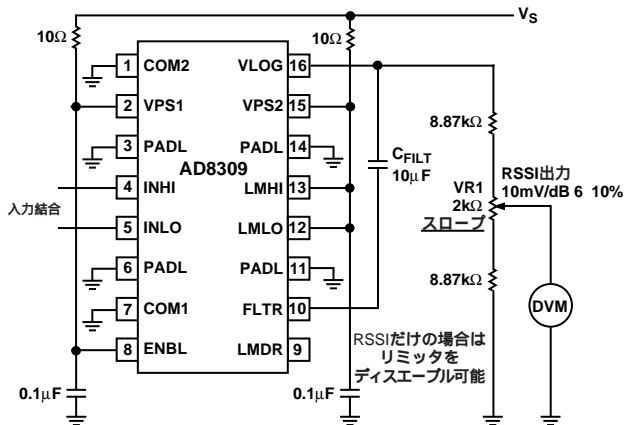 VS
10Ω
10Ω
1 COM2 VLOG 16
2 VPS1 VPS2 15
3 PADL PADL 14
AD8309
4 INHI LMHI 13
5 INLO LMLO 12
6 PADL PADL 11
7 COM1 FLTR 10
8 ENBL LMDR 9
入力結合
0.1μF
0.1μF
CFILT
10μF
8.87kΩ
VR1
2kΩ
スロープ
8.87kΩ
RSSI出力
10mV/dB 6 10%
DVM
RSSIだけの場合は
リミッタを
ディスエーブル可能